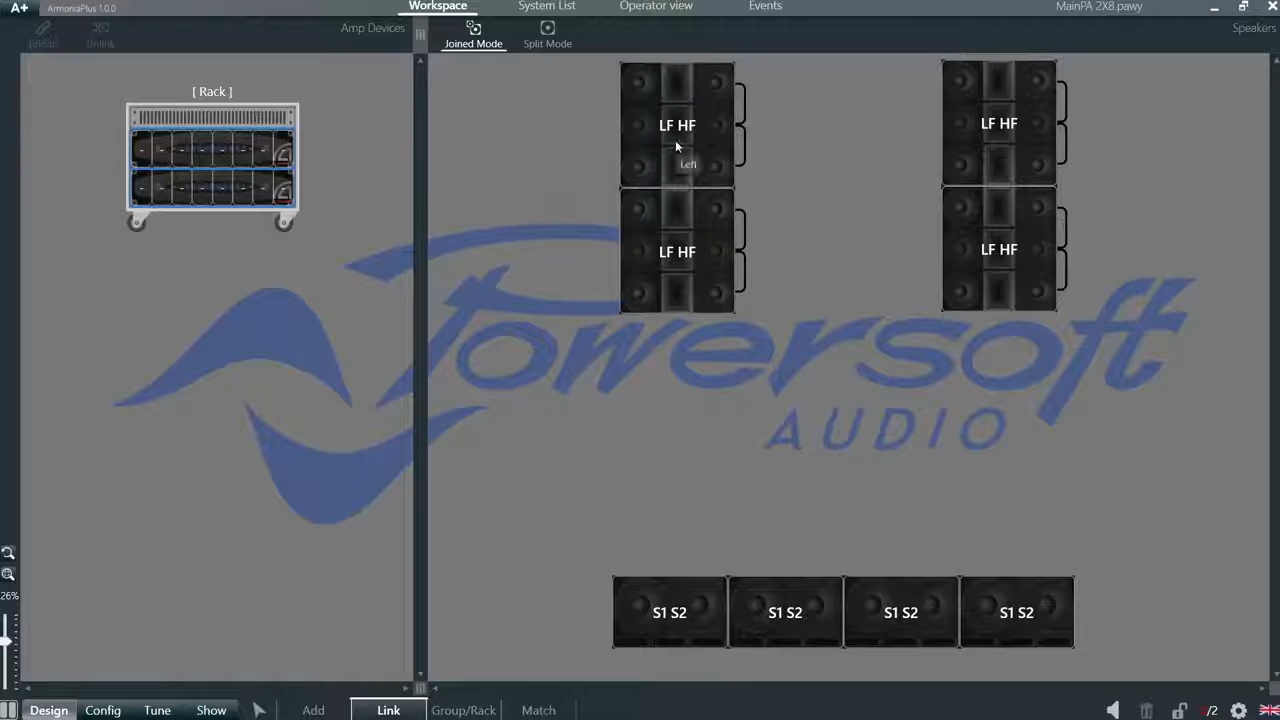 A+ ArmoniaPlus 1.0.0 Workspace System List Operator view Events MainPA 2X8.pawy
Unlink Amp Devices Joined Mode Split Mode Speakers
[ Rack ]
LF HF LF HF
Left
LF HF LF HF
Powersoft
AUDIO
26%
S1 S2 S1 S2 S1 S2 S1 S2
Design Config Tune Show Add Link Group/Rack Match /2